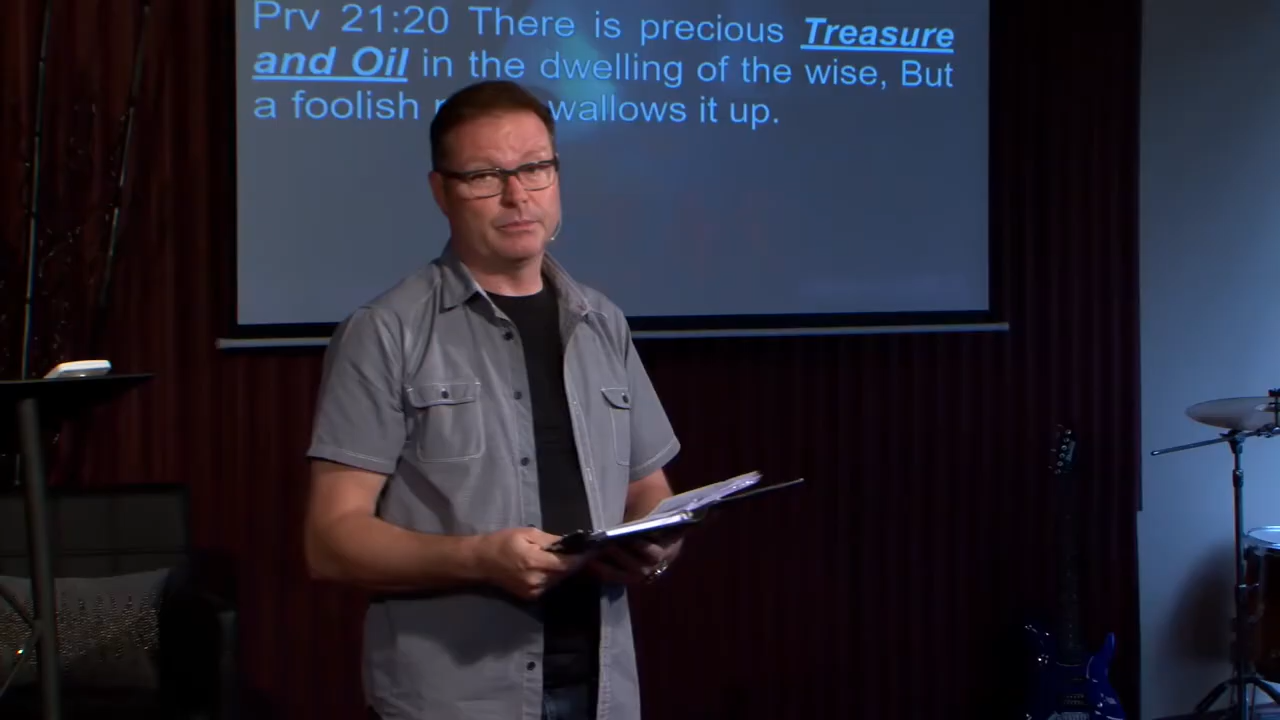 Prv 21:20 There is precious Treasure
and Oil in the dwelling of the wise, But
a foolish wallows it up.